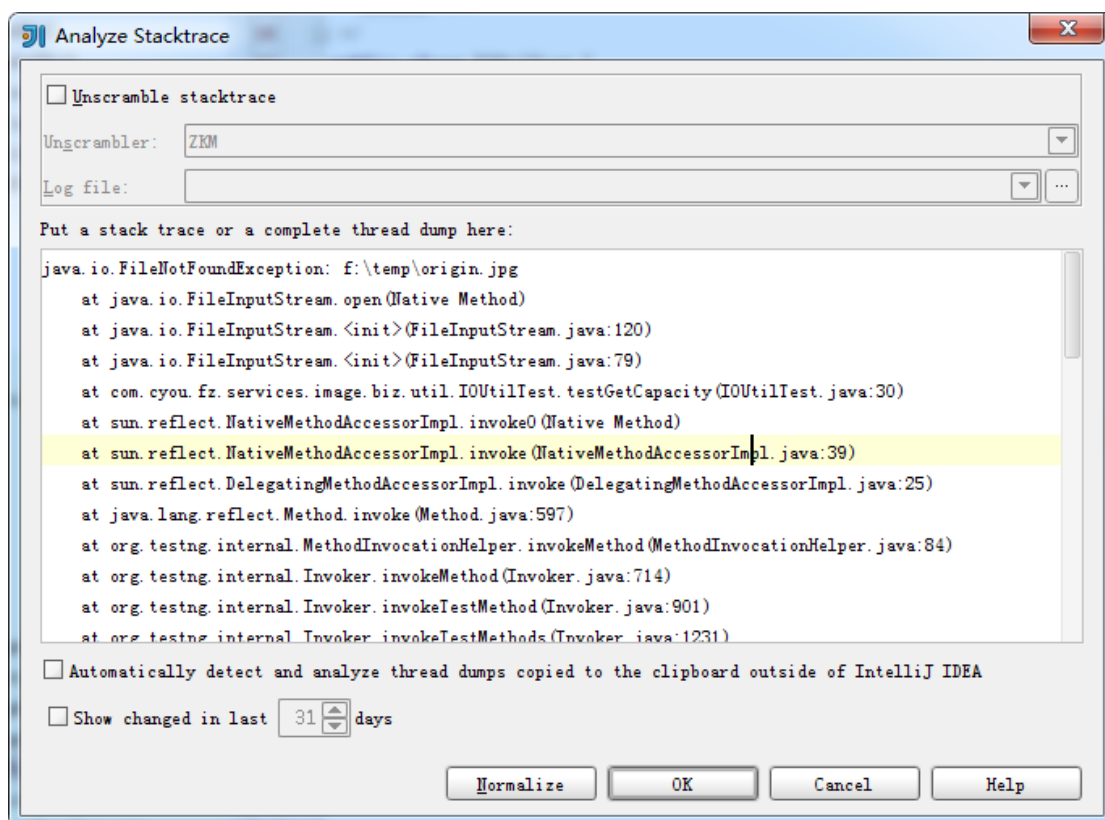 Analyze Stacktrace
Unscramble stacktrace
Unscrambler: ZKM
Log file: ...
Put a stack trace or a complete thread dump here:
java.io.FileNotFoundException: f:\temp\origin.jpg
at java.io.FileInputStream.open(Native Method)
at java.io.FileInputStream.<init>(FileInputStream.java:120)
at java.io.FileInputStream.<init>(FileInputStream.java:79)
at com.cyou.fz.services.image.biz.util.IOUtilTest.testGetCapacity(IOUtilTest.java:30)
at sun.reflect.NativeMethodAccessorImpl.invoke0(Native Method)
at sun.reflect.NativeMethodAccessorImpl.invoke(NativeMethodAccessorImpl.java:39)
at sun.reflect.DelegatingMethodAccessorImpl.invoke(DelegatingMethodAccessorImpl.java:25)
at java.lang.reflect.Method.invoke(Method.java:597)
at org.testng.internal.MethodInvocationHelper.invokeMethod(MethodInvocationHelper.java:84)
at org.testng.internal.Invoker.invokeMethod(Invoker.java:714)
at org.testng.internal.Invoker.invokeTestMethod(Invoker.java:901)
at org.testng.internal.Invoker.invokeTestMethods(Invoker.java:1231)
Automatically detect and analyze thread dumps copied to the clipboard outside of IntelliJ IDEA
Show changed in last 31 days
Normalize OK Cancel Help